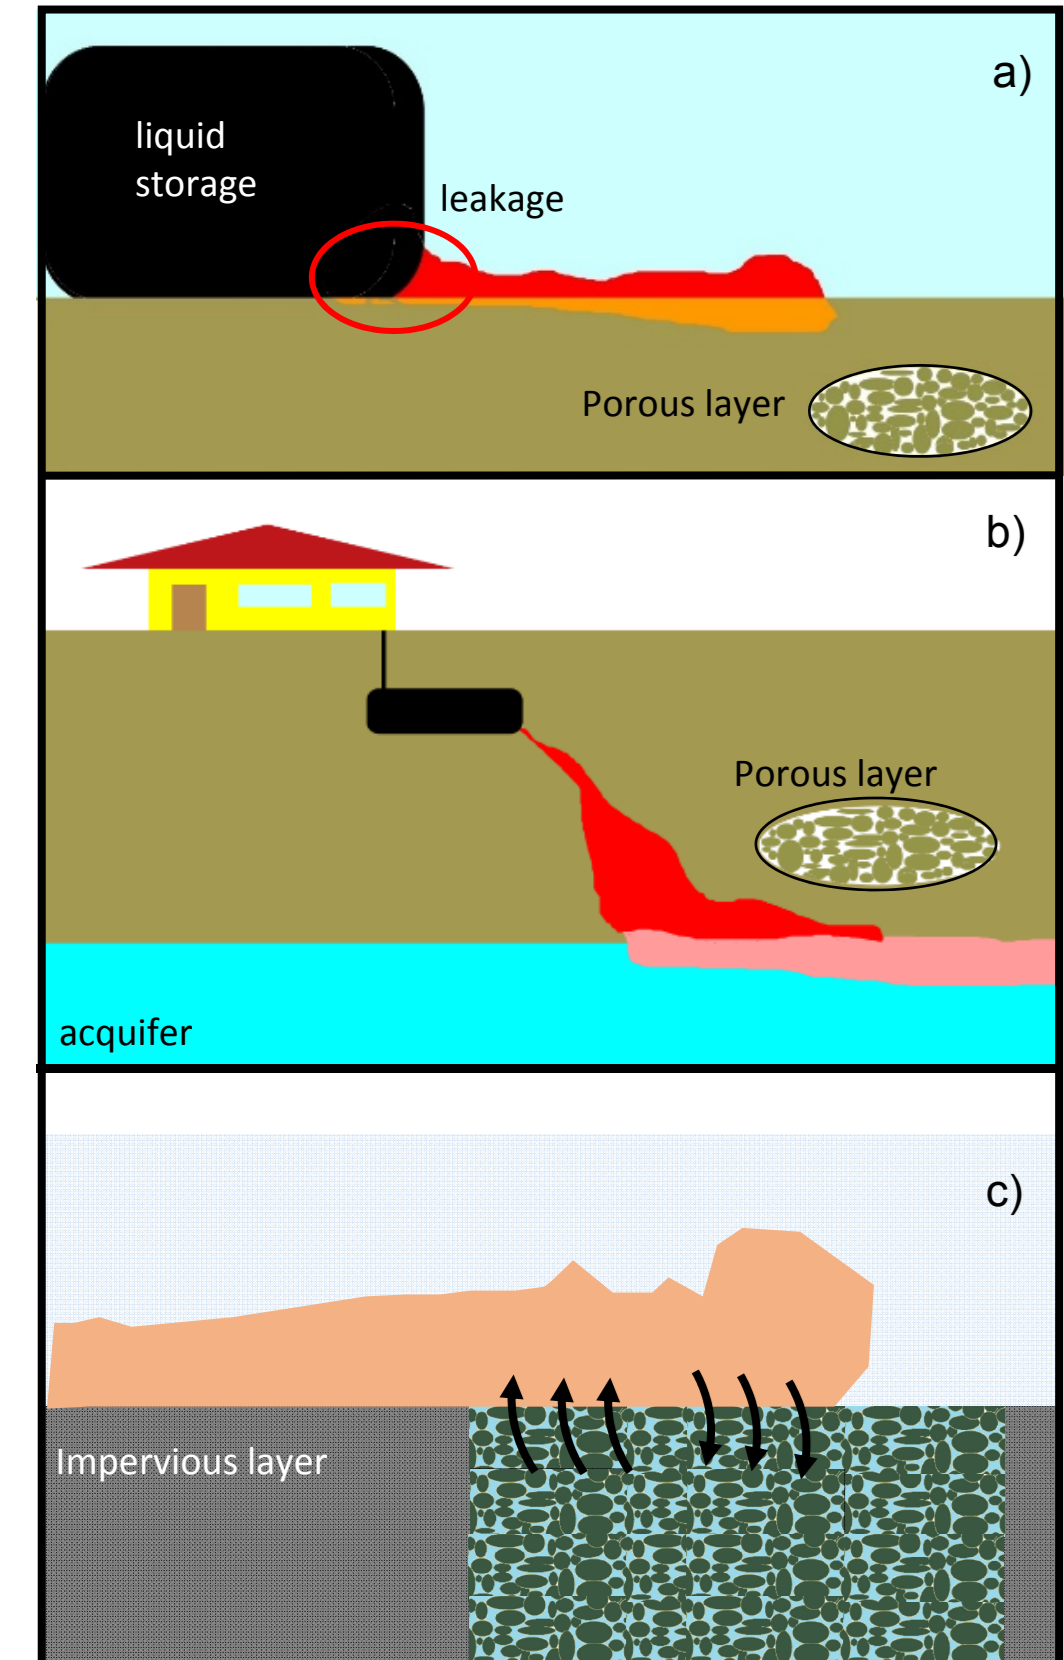 a)
liquid
storage
leakage
Porous layer
b)
Porous layer
acquifer
c)
Impervious layer